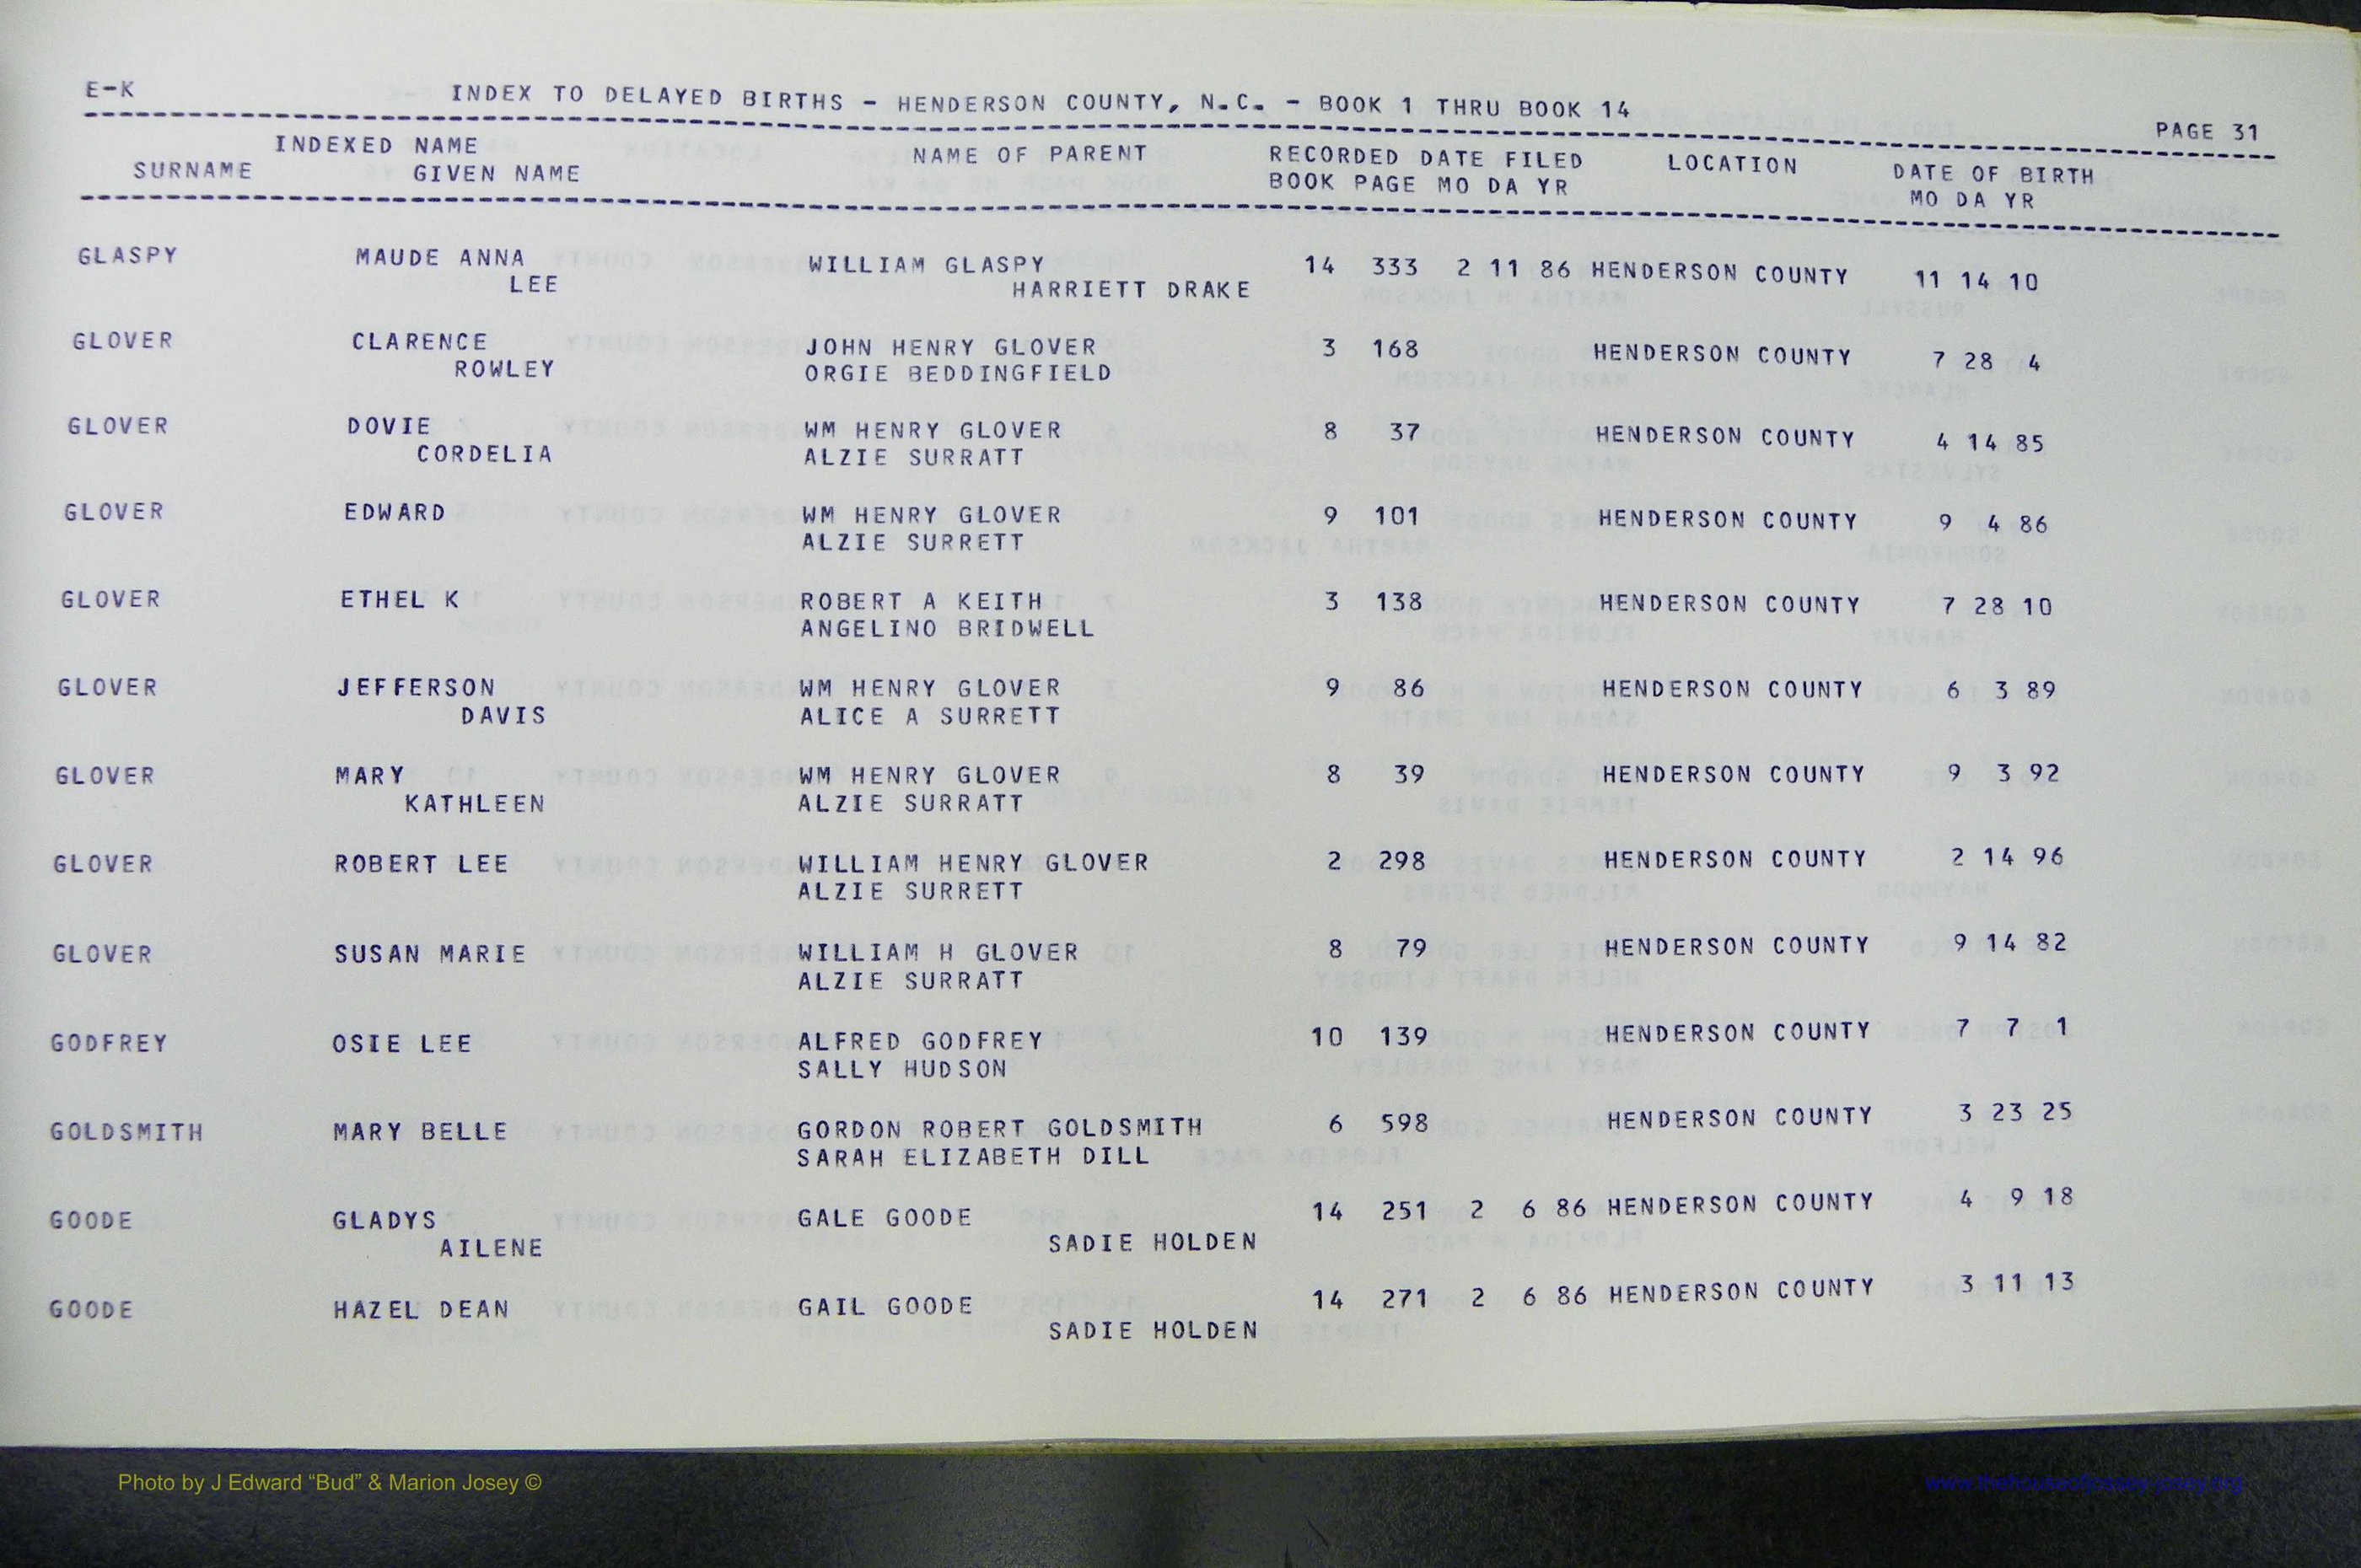 E-K INDEX TO DELAYED BIRTHS - HENDERSON COUNTY, N.C. - BOOK 1 THRU BOOK 14 PAGE 31
INDEXED NAME NAME OF PARENT RECORDED DATE FILED LOCATION DATE OF BIRTH
SURNAME GIVEN NAME BOOK PAGE MO DA YR MO DA YR
GLASPY MAUDE ANNA WILLIAM GLASPY 14 333 2 11 86 HENDERSON COUNTY 11 14 10
LEE HARRIETT DRAKE
GLOVER CLARENCE JOHN HENRY GLOVER 3 168 HENDERSON COUNTY 7 28 4
ROWLEY ORGIE BEDDINGFIELD
GLOVER DOVIE WM HENRY GLOVER 8 37 HENDERSON COUNTY 4 14 85
CORDELIA ALZIE SURRATT
GLOVER EDWARD WM HENRY GLOVER 9 101 HENDERSON COUNTY 9 4 86
ALZIE SURRETT
GLOVER ETHEL K ROBERT A KEITH 3 138 HENDERSON COUNTY 7 28 10
ANGELINO BRIDWELL
GLOVER JEFFERSON WM HENRY GLOVER 9 86 HENDERSON COUNTY 6 3 89
DAVIS ALICE A SURRETT
GLOVER MARY WM HENRY GLOVER 8 39 HENDERSON COUNTY 9 3 92
KATHLEEN ALZIE SURRATT
GLOVER ROBERT LEE WILLIAM HENRY GLOVER 2 298 HENDERSON COUNTY 2 14 96
ALZIE SURRETT
GLOVER SUSAN MARIE WILLIAM H GLOVER 8 79 HENDERSON COUNTY 9 14 82
ALZIE SURRATT
GODFREY OSIE LEE ALFRED GODFREY 10 139 HENDERSON COUNTY 7 7 1
SALLY HUDSON
GOLDSMITH MARY BELLE GORDON ROBERT GOLDSMITH 6 598 HENDERSON COUNTY 3 23 25
SARAH ELIZABETH DILL
GOODE GLADYS GALE GOODE 14 251 2 6 86 HENDERSON COUNTY 4 9 18
AILENE SADIE HOLDEN
GOODE HAZEL DEAN GAIL GOODE 14 271 2 6 86 HENDERSON COUNTY 3 11 13
SADIE HOLDEN
Photo by J Edward “Bud” & Marion Josey © www.thehouseofjossey-josey.org